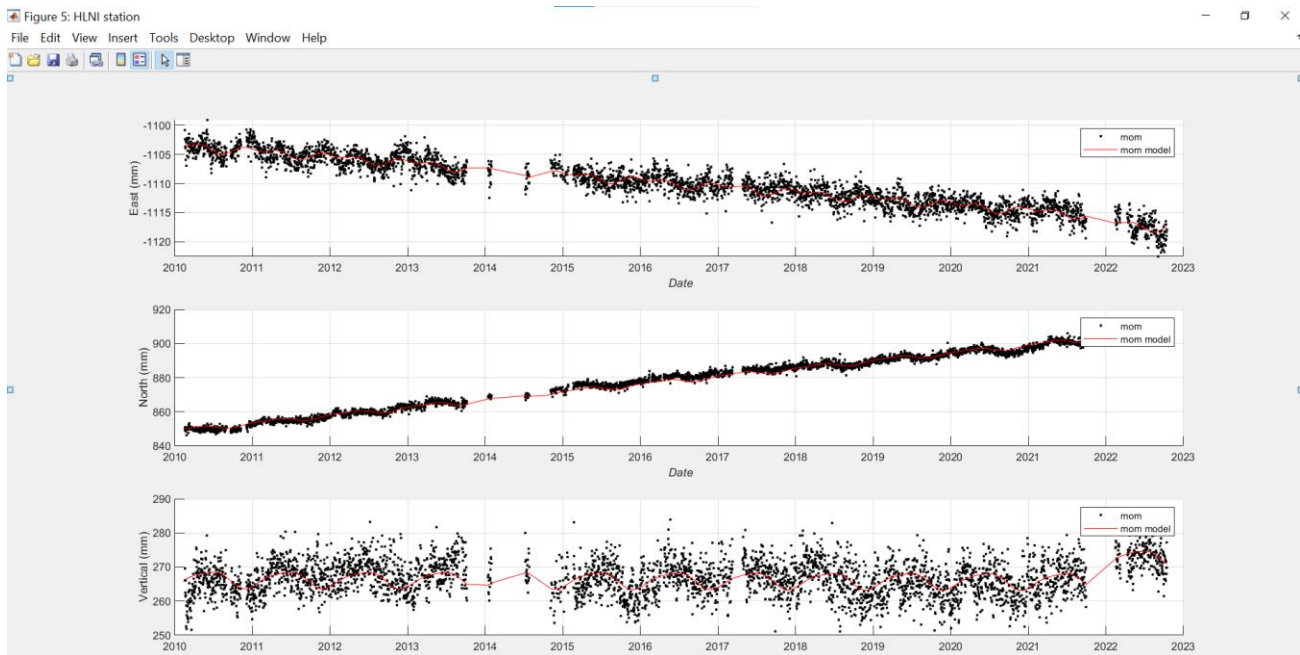 Figure 5: HLNI station
File Edit View Insert Tools Desktop Window Help
-1100
-1105
-1110
-1115
-1120
East (mm)
mom
mom model
2010 2011 2012 2013 2014 2015 2016 2017 2018 2019 2020 2021 2022 2023
Date
920
900
880
860
840
North (mm)
mom
mom model
2010 2011 2012 2013 2014 2015 2016 2017 2018 2019 2020 2021 2022 2023
Date
290
280
270
260
250
Vertical (mm)
mom
mom model
2010 2011 2012 2013 2014 2015 2016 2017 2018 2019 2020 2021 2022 2023